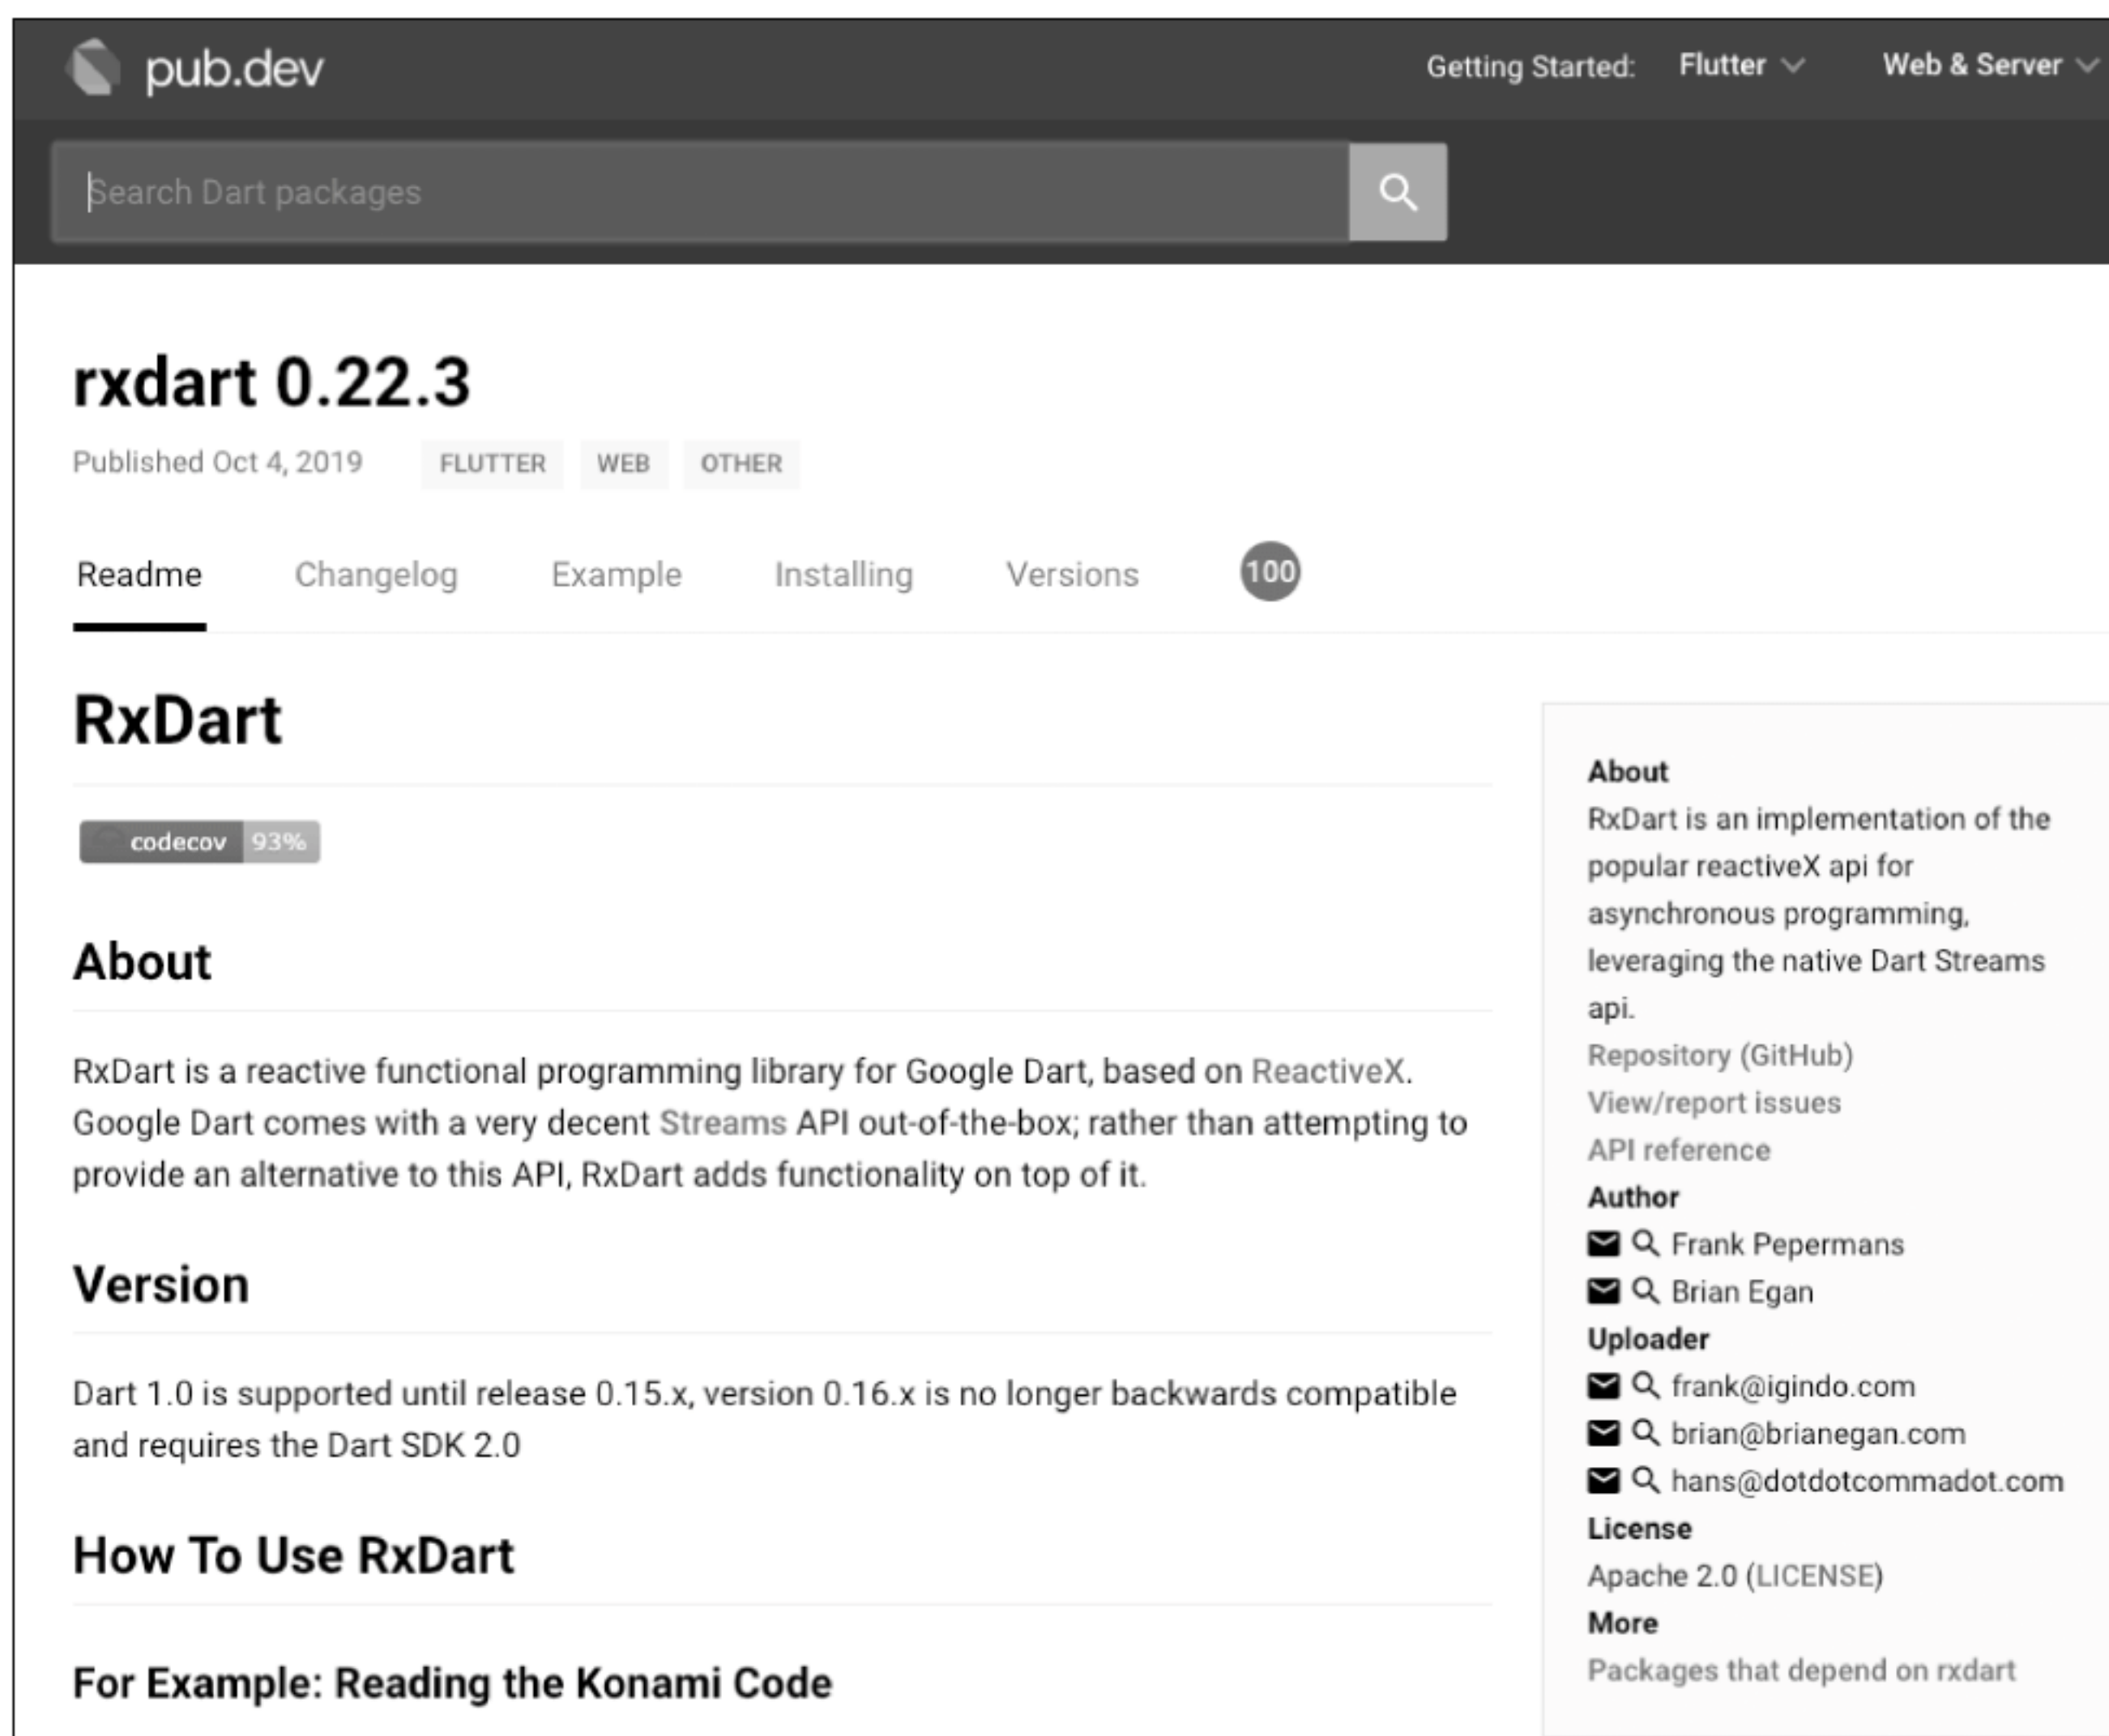 pub.dev
Getting Started: Flutter Web & Server
Search Dart packages
rxdart 0.22.3
Published Oct 4, 2019 FLUTTER WEB OTHER
Readme Changelog Example Installing Versions 100
RxDart
codecov 93%
About
RxDart is a reactive functional programming library for Google Dart, based on ReactiveX.
Google Dart comes with a very decent Streams API out-of-the-box; rather than attempting to
provide an alternative to this API, RxDart adds functionality on top of it.
Version
Dart 1.0 is supported until release 0.15.x, version 0.16.x is no longer backwards compatible
and requires the Dart SDK 2.0
How To Use RxDart
For Example: Reading the Konami Code
About
RxDart is an implementation of the
popular reactiveX api for
asynchronous programming,
leveraging the native Dart Streams
api.
Repository (GitHub)
View/report issues
API reference
Author
Frank Pepermans
Brian Egan
Uploader
frank@igindo.com
brian@brianegan.com
hans@dotdotcommadot.com
License
Apache 2.0 (LICENSE)
More
Packages that depend on rxdart